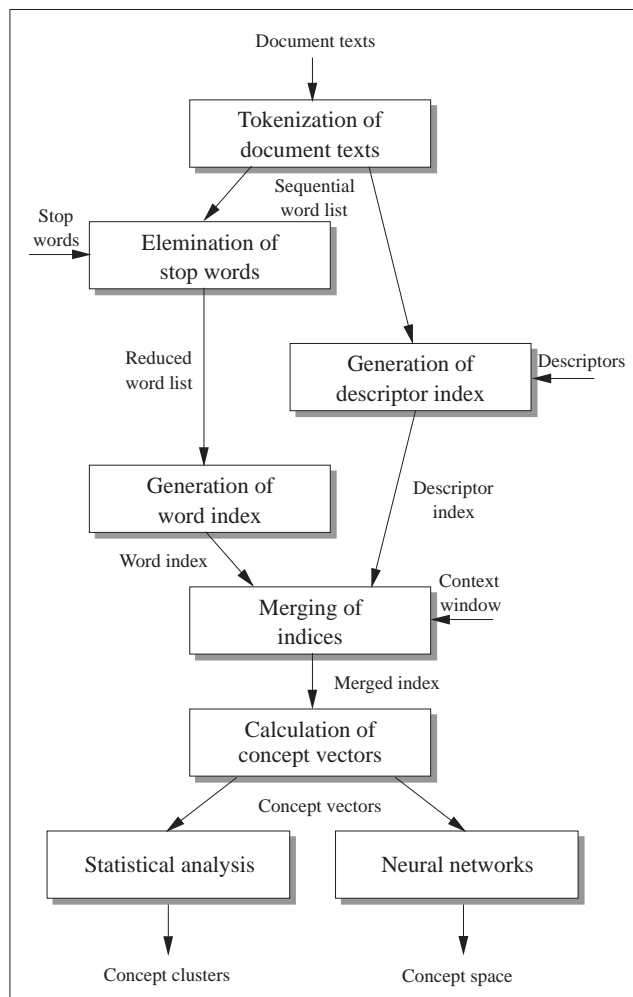 Document texts
Tokenization of
document texts
Sequential
word list
Stop
words
Elemination of
stop words
Reduced
word list
Generation of
descriptor index
Descriptors
Generation of
word index
Descriptor
index
Word index
Context
window
Merging of
indices
Merged index
Calculation of
concept vectors
Concept vectors
Statistical analysis
Neural networks
Concept clusters
Concept space